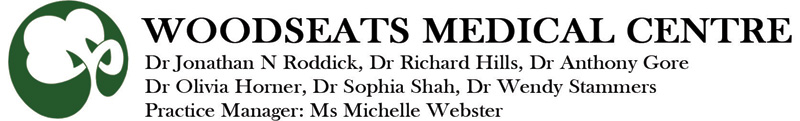 WOODSEATS MEDICAL CENTRE
Dr Jonathan N Roddick, Dr Richard Hills, Dr Anthony Gore
Dr Olivia Horner, Dr Sophia Shah, Dr Wendy Stammers
Practice Manager: Ms Michelle Webster